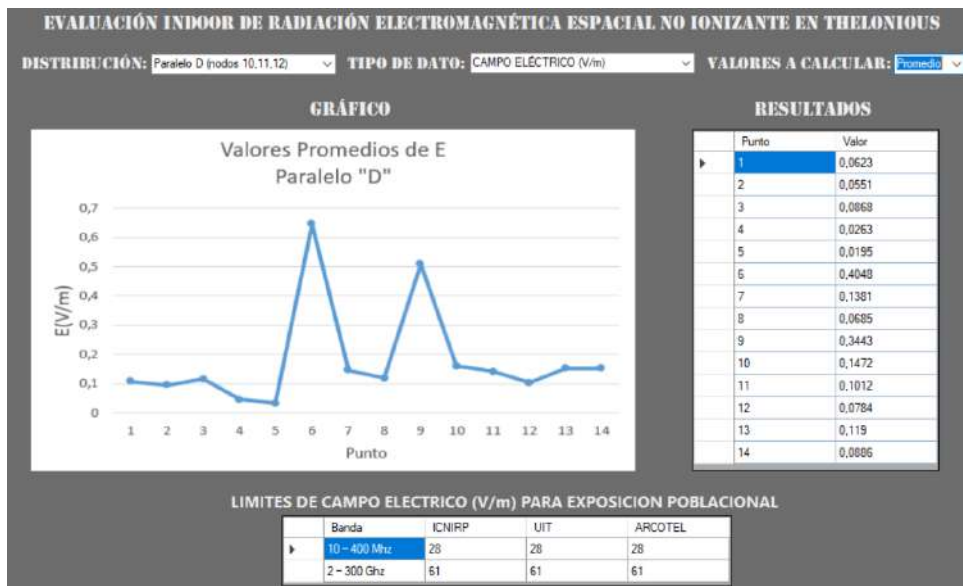 EVALUACIÓN INDOOR DE RADIACIÓN ELECTROMAGNÉTICA ESPACIAL NO IONIZANTE EN THELONIOUS
DISTRIBUCIÓN: Paralelo D (nodos 10,11,12) TIPO DE DATO: CAMPO ELÉCTRICO (V/m) VALORES A CALCULAR: Promedio
GRÁFICO
Valores Promedios de E
Paralelo "D"
0,7
0,6
0,5
0,4
0,3
0,2
0,1
0
E(V/m)
1 2 3 4 5 6 7 8 9 10 11 12 13 14
Punto
RESULTADOS
Punto Valor
1 0,0623
2 0,0551
3 0,0868
4 0,0263
5 0,0195
6 0,4048
7 0,1381
8 0,0685
9 0,3443
10 0,1472
11 0,1012
12 0,0784
13 0,119
14 0,0886
LIMITES DE CAMPO ELECTRICO (V/m) PARA EXPOSICION POBLACIONAL
Banda ICNIRP UIT ARCOTEL
10 – 400 Mhz 28 28 28
2 – 300 Ghz 61 61 61